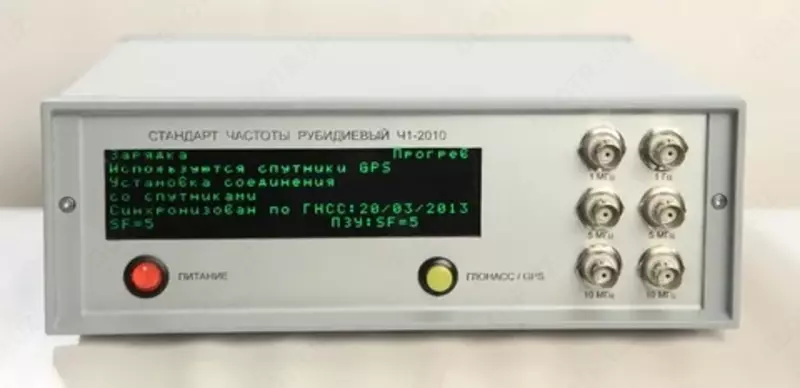 СТАНДАРТ ЧАСТОТЫ РУБИДИЕВЫЙ Ч1-2010
Зарядка Прогрев
Используются спутники GPS
Установка соединения
со спутниками
Синхронизован по ГНСС:20/03/2013
SF=5 ПЗУ:SF=5
1 МГц 1 Гц
5 МГц 5 МГц
10 МГц 10 МГц
ПИТАНИЕ ГЛОНАСС / GPS